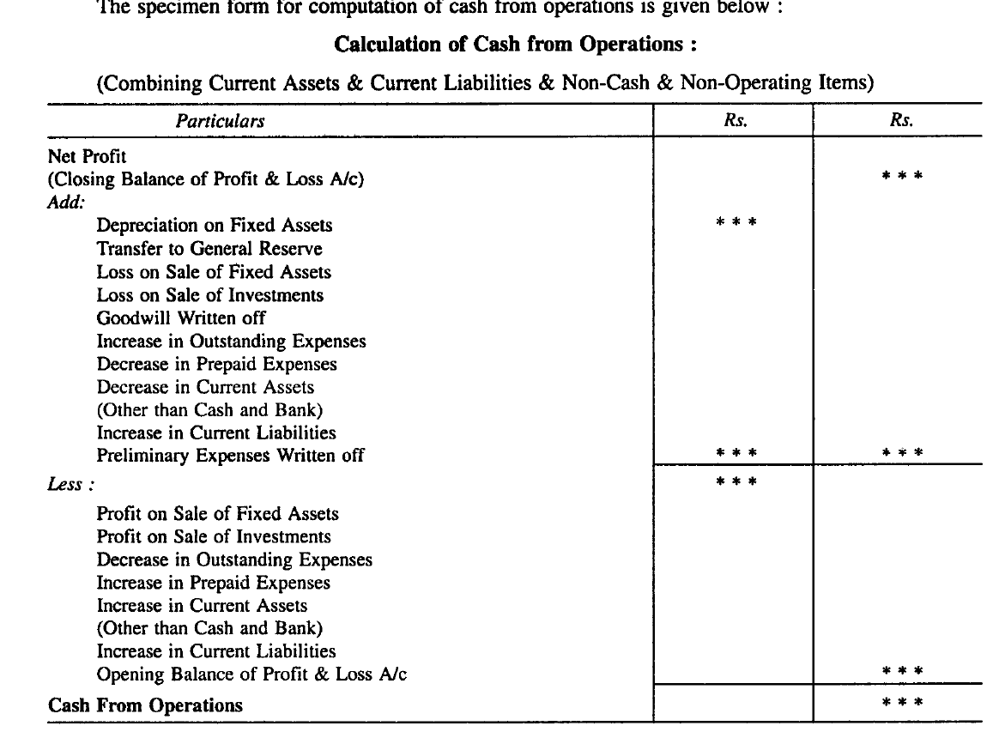 The specimen form for computation of cash from operations is given below :
Calculation of Cash from Operations :
(Combining Current Assets & Current Liabilities & Non-Cash & Non-Operating Items)
Particulars Rs. Rs.
Net Profit
(Closing Balance of Profit & Loss A/c) * * *
Add:
Depreciation on Fixed Assets * * *
Transfer to General Reserve
Loss on Sale of Fixed Assets
Loss on Sale of Investments
Goodwill Written off
Increase in Outstanding Expenses
Decrease in Prepaid Expenses
Decrease in Current Assets
(Other than Cash and Bank)
Increase in Current Liabilities
Preliminary Expenses Written off * * * * * *
Less : * * *
Profit on Sale of Fixed Assets
Profit on Sale of Investments
Decrease in Outstanding Expenses
Increase in Prepaid Expenses
Increase in Current Assets
(Other than Cash and Bank)
Increase in Current Liabilities
Opening Balance of Profit & Loss A/c * * *
Cash From Operations * * *